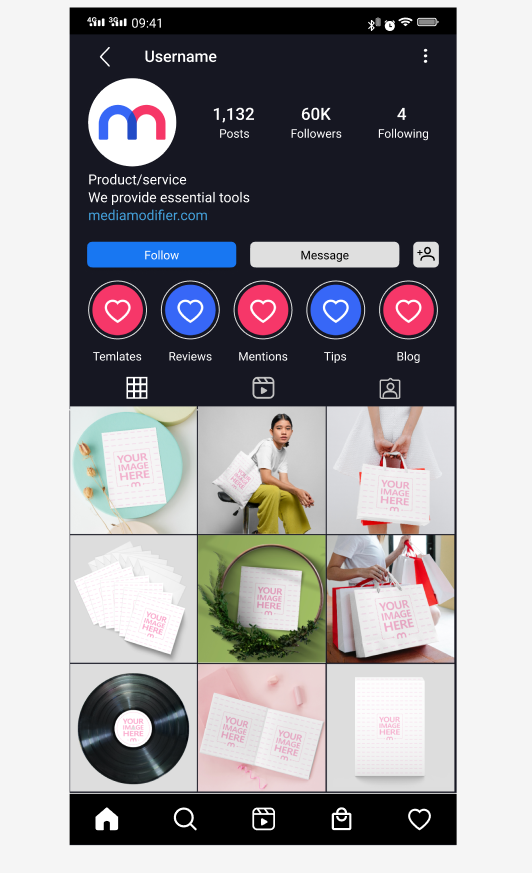 4G 3G 09:41
Username
1,132 60K 4
Posts Followers Following
Product/service
We provide essential tools
mediamodifier.com
Follow Message
Temlates Reviews Mentions Tips Blog
YOUR
IMAGE
HERE
YOUR
IMAGE
HERE
YOUR
IMAGE
HERE
YOUR
IMAGE
HERE
YOUR
IMAGE
HERE
YOUR
IMAGE
HERE
YOUR
IMAGE
HERE
YOUR
IMAGE
HERE
YOUR
IMAGE
HERE
YOUR
IMAGE
HERE